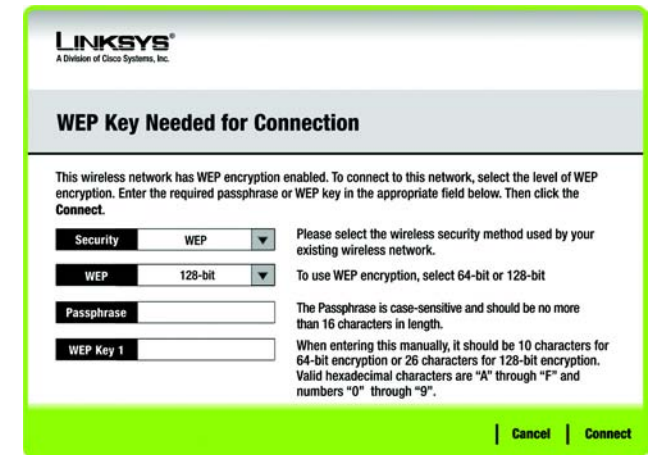 LINKSYS®
A Division of Cisco Systems, Inc.
WEP Key Needed for Connection
This wireless network has WEP encryption enabled. To connect to this network, select the level of WEP
encryption. Enter the required passphrase or WEP key in the appropriate field below. Then click the
Connect.
Security WEP
Please select the wireless security method used by your
existing wireless network.
WEP 128-bit
To use WEP encryption, select 64-bit or 128-bit
Passphrase
The Passphrase is case-sensitive and should be no more
than 16 characters in length.
WEP Key 1
When entering this manually, it should be 10 characters for
64-bit encryption or 26 characters for 128-bit encryption.
Valid hexadecimal characters are “A” through “F” and
numbers “0” through “9”.
Cancel Connect